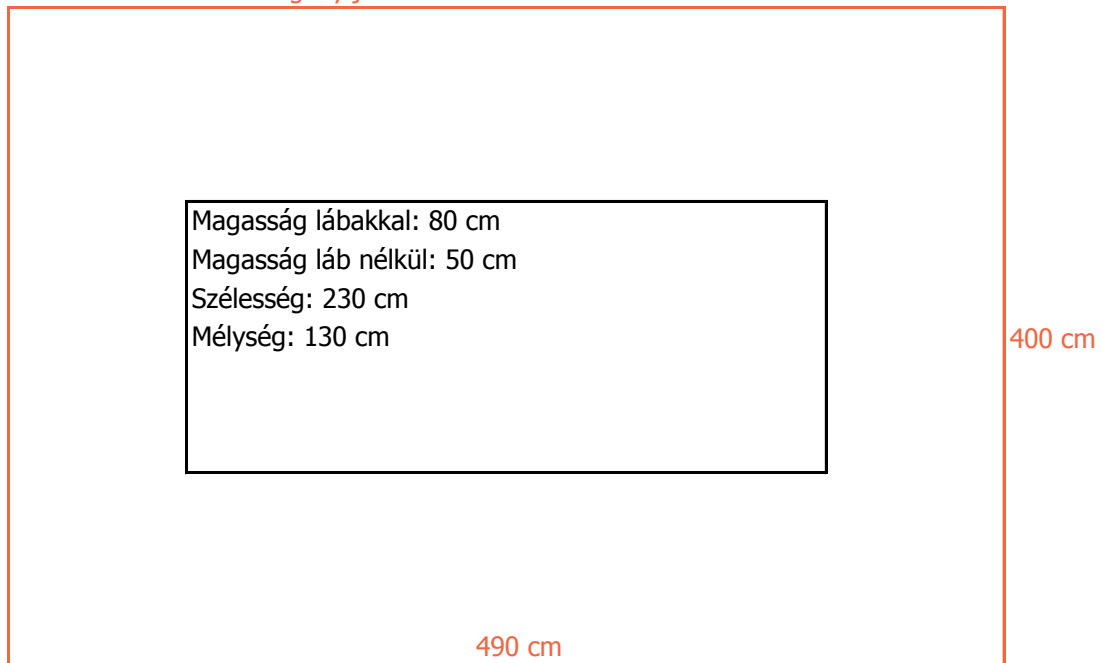 Magasság lábakkal: 80 cm
Magasság láb nélkül: 50 cm
Szélesség: 230 cm
Mélység: 130 cm
400 cm
490 cm